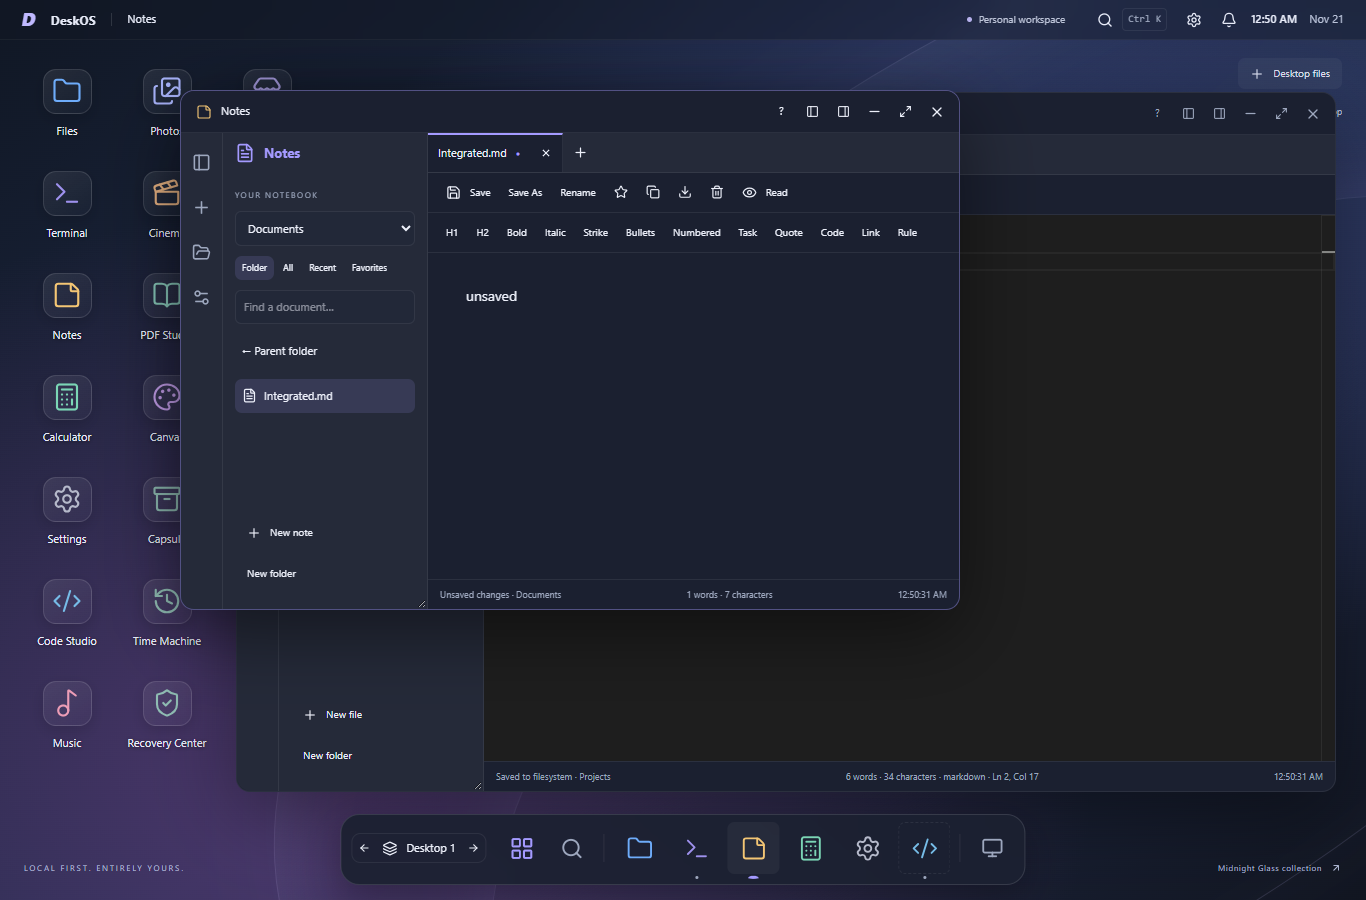 D DeskOS Notes
Personal workspace Ctrl K 12:50 AM Nov 21
Desktop files
Files
Terminal
Cinem
Notes
PDF Stu
Calculator
Canva
Settings
Capsul
Code Studio
Time Machine
Music
Recovery Center
Photo
Notes ?
Notes
YOUR NOTEBOOK
Documents
Folder All Recent Favorites
Find a document...
← Parent folder
Integrated.md
New note
New folder
Integrated.md
Save Save As Rename Read
H1 H2 Bold Italic Strike Bullets Numbered Task Quote Code Link Rule
unsaved
Unsaved changes · Documents 1 words · 7 characters 12:50:31 AM
?
New file
New folder
Saved to filesystem · Projects 6 words · 34 characters · markdown · Ln 2, Col 17 12:50:31 AM
← Desktop 1 →
LOCAL FIRST. ENTIRELY YOURS.
Midnight Glass collection